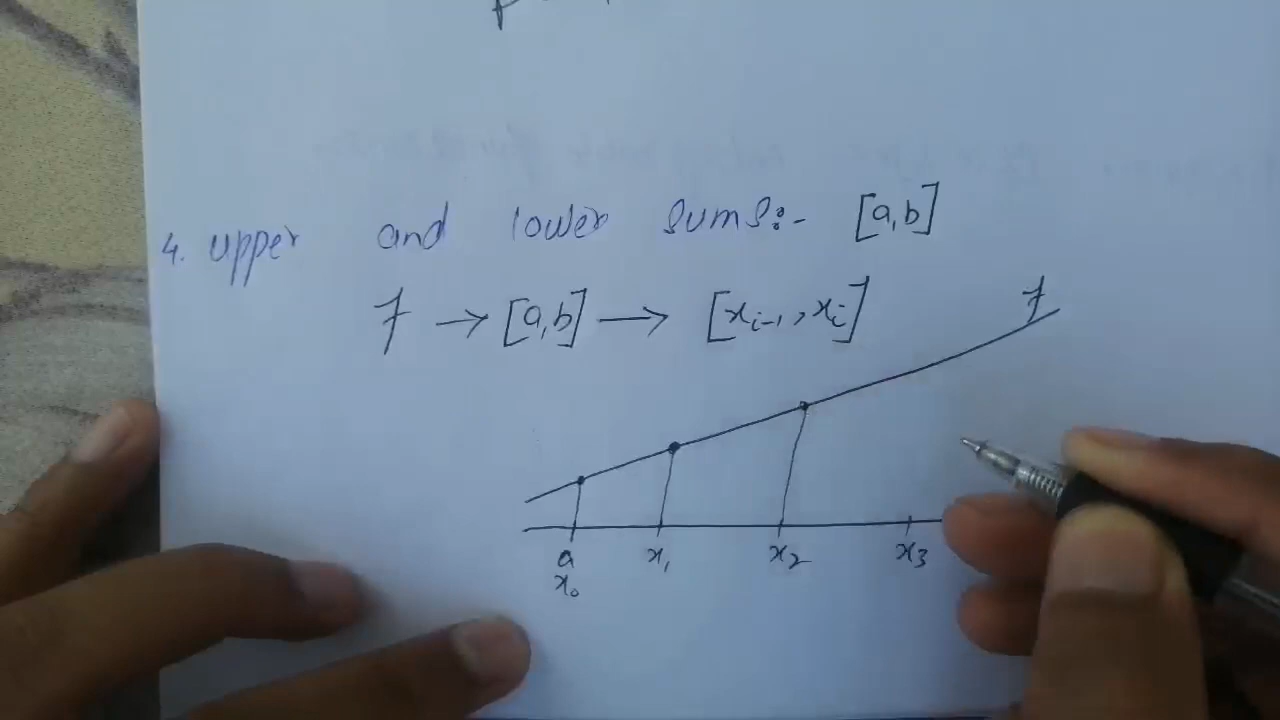 4. upper and lower sums:- [a,b]
f → [a,b] → [xᵢ₋₁, xᵢ]
f
a x₁ x₂ x₃
x₀